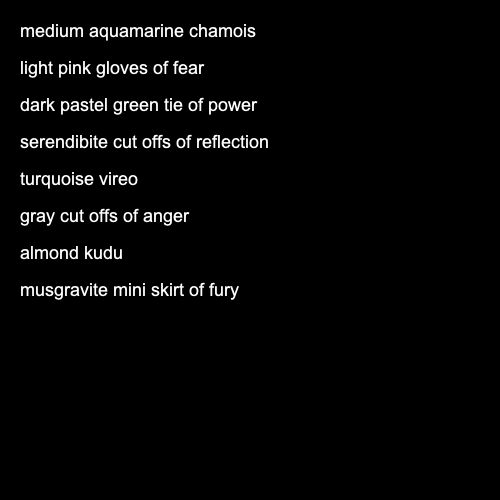 medium aquamarine chamois
light pink gloves of fear
dark pastel green tie of power
serendibite cut offs of reflection
turquoise vireo
gray cut offs of anger
almond kudu
musgravite mini skirt of fury